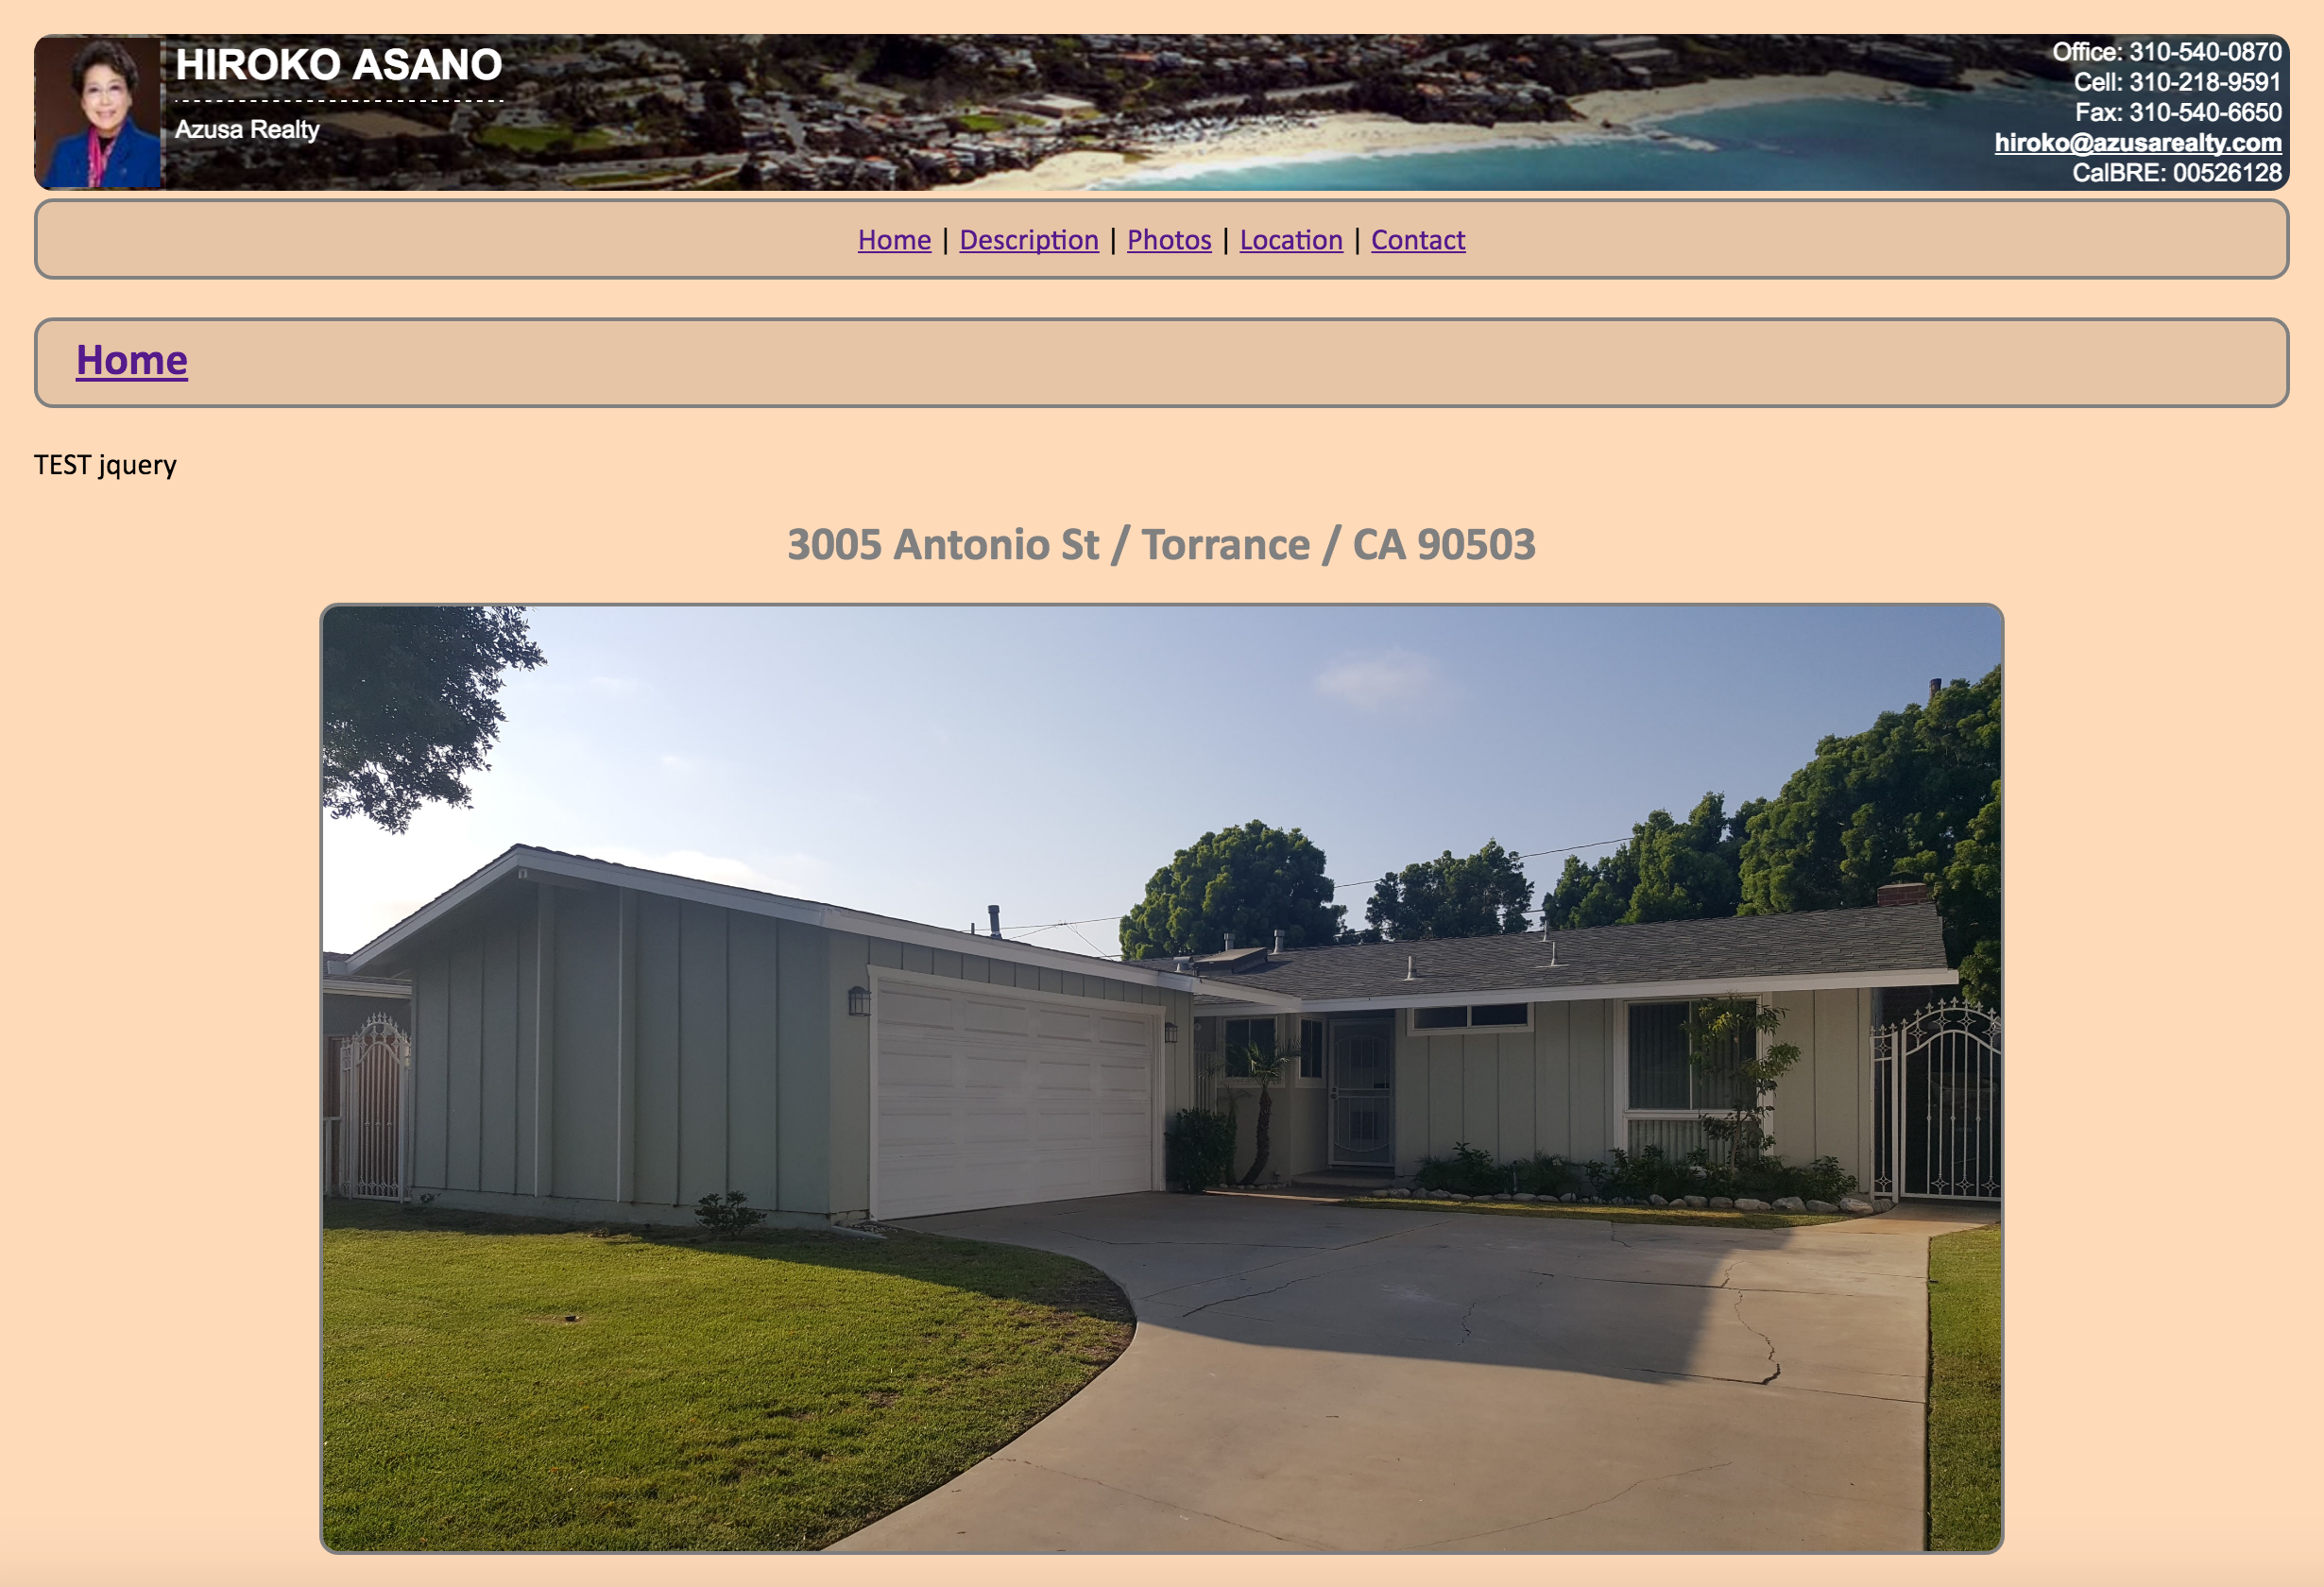 HIROKO ASANO
Azusa Realty
Office: 310-540-0870
Cell: 310-218-9591
Fax: 310-540-6650
hiroko@azusarealty.com
CalBRE: 00526128
Home | Description | Photos | Location | Contact
Home
TEST jquery
3005 Antonio St / Torrance / CA 90503